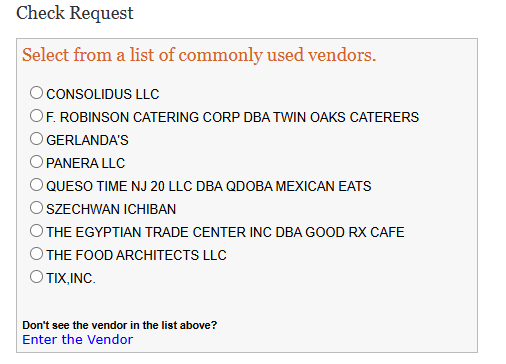 Check Request
Select from a list of commonly used vendors.
CONSOLIDUS LLC
F. ROBINSON CATERING CORP DBA TWIN OAKS CATERERS
GERLANDA'S
PANERA LLC
QUESO TIME NJ 20 LLC DBA QDOBA MEXICAN EATS
SZECHWAN ICHIBAN
THE EGYPTIAN TRADE CENTER INC DBA GOOD RX CAFE
THE FOOD ARCHITECTS LLC
TIX,INC.
Don't see the vendor in the list above?
Enter the Vendor